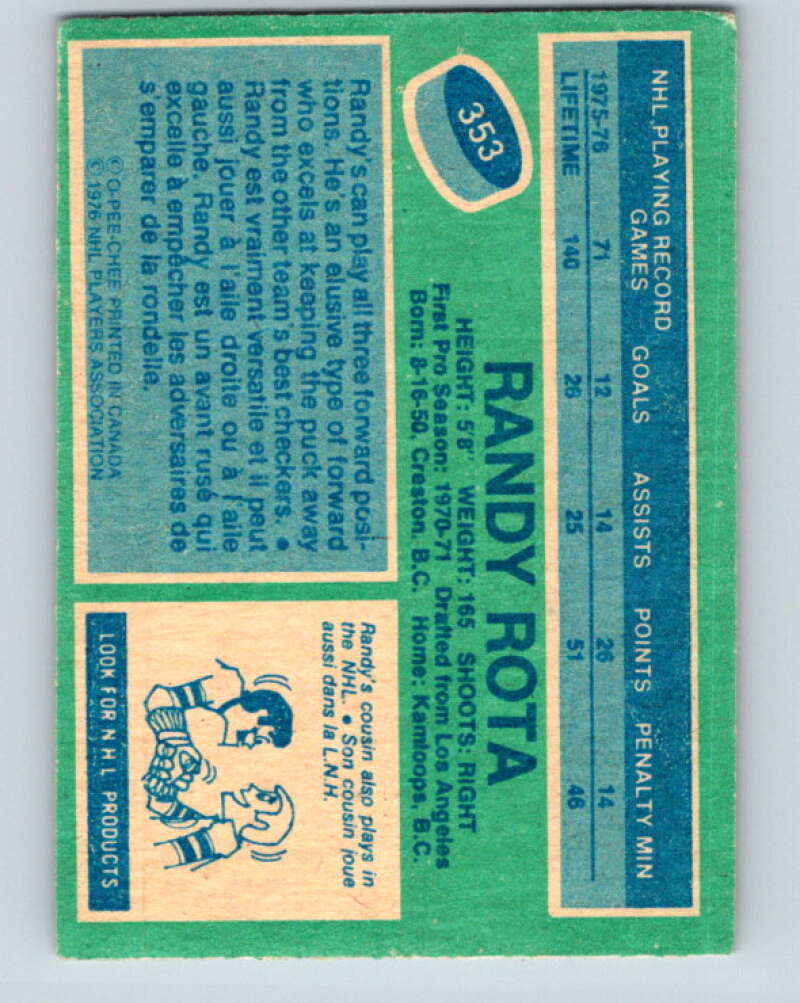 353
NHL PLAYING RECORD
GAMES GOALS ASSISTS POINTS PENALTY MIN
1975-76 71 12 14 26 14
LIFETIME 140 26 25 51 46
RANDY ROTA
HEIGHT: 5'8" WEIGHT: 165 SHOOTS: RIGHT
First Pro Season: 1970-71 Drafted from Los Angeles
Born: 8-16-50, Creston, B.C. Home: Kamloops, B.C.
Randy's can play all three forward posi-
tions. He's an elusive type of forward
who excels at keeping the puck away
from the other team's best checkers. •
Randy est vraiment versatile et il peut
aussi jouer à l'aile droite ou à l'aile
gauche. Randy est un avant rusé qui
excelle à empêcher les adversaires de
s'emparer de la rondelle.
© O-PEE-CHEE PRINTED IN CANADA
© 1976 NHL PLAYERS ASSOCIATION
Randy's cousin also plays in
the NHL. • Son cousin joue
aussi dans la L.N.H.
LOOK FOR NHL PRODUCTS